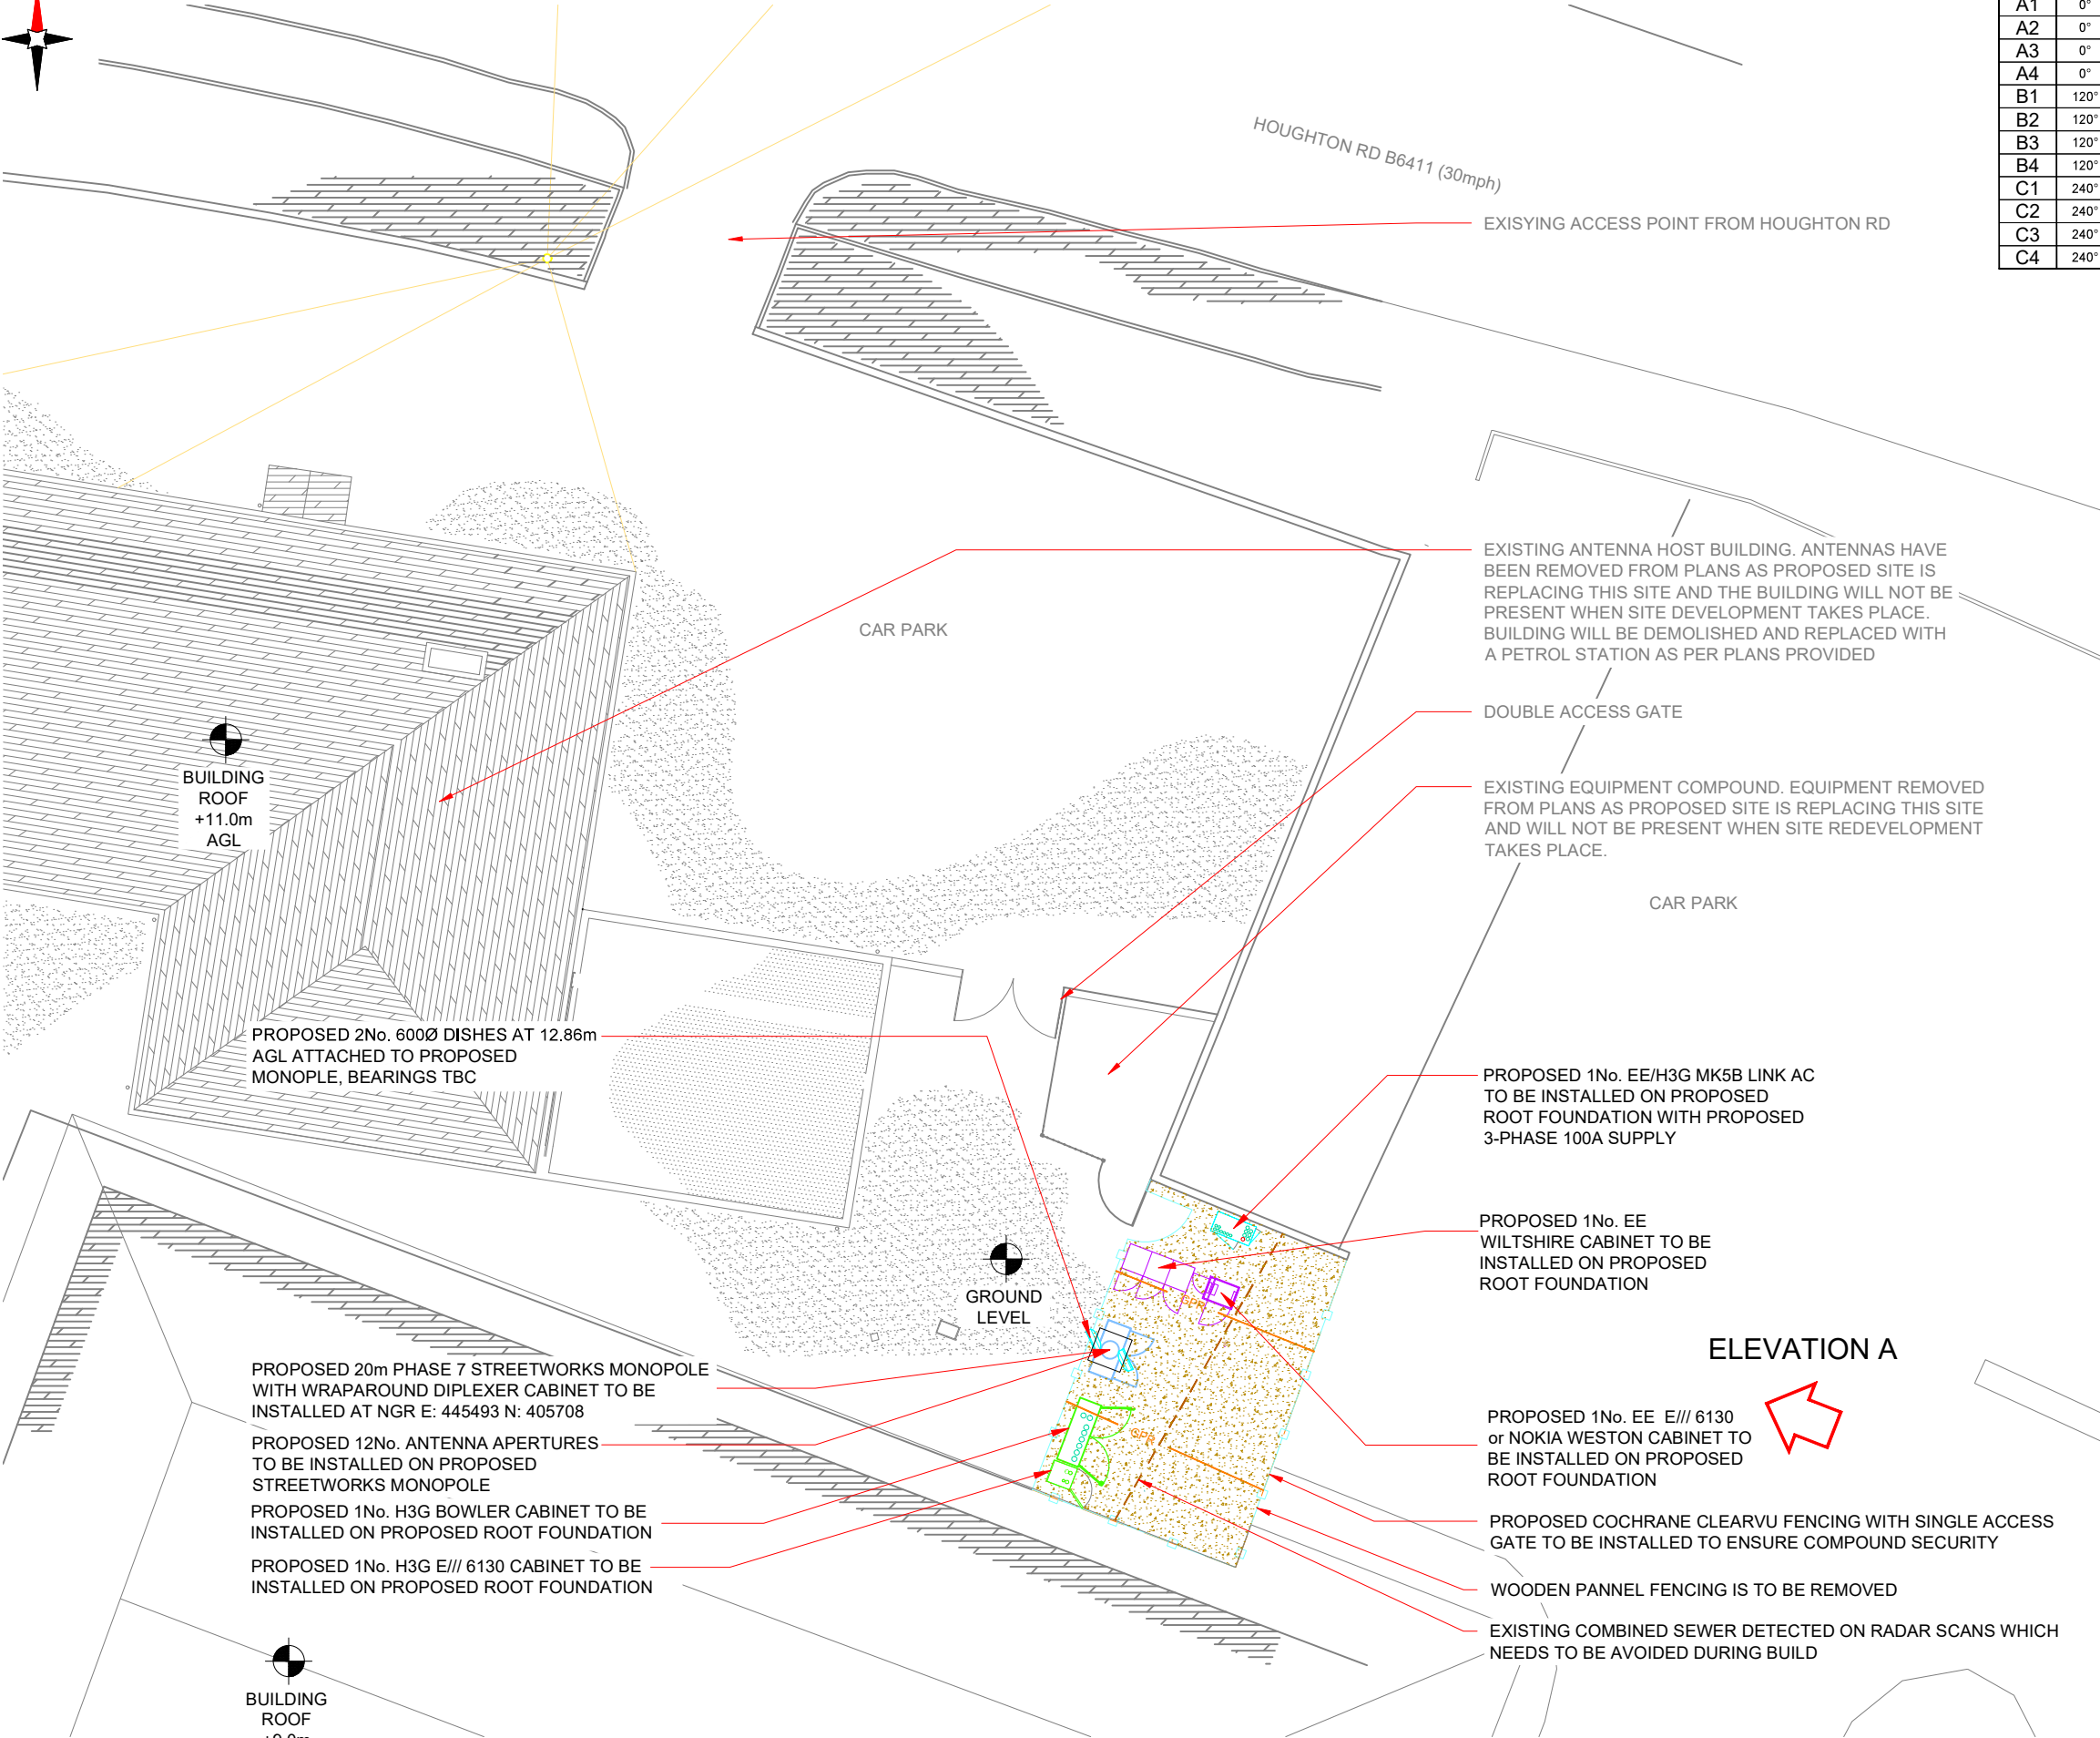 A1 0°
A2 0°
A3 0°
A4 0°
B1 120°
B2 120°
B3 120°
B4 120°
C1 240°
C2 240°
C3 240°
C4 240°
HOUGHTON RD B6411 (30mph)
EXISYING ACCESS POINT FROM HOUGHTON RD
EXISTING ANTENNA HOST BUILDING. ANTENNAS HAVE
BEEN REMOVED FROM PLANS AS PROPOSED SITE IS
REPLACING THIS SITE AND THE BUILDING WILL NOT BE
PRESENT WHEN SITE DEVELOPMENT TAKES PLACE.
BUILDING WILL BE DEMOLISHED AND REPLACED WITH
A PETROL STATION AS PER PLANS PROVIDED
CAR PARK
DOUBLE ACCESS GATE
BUILDING
ROOF
+11.0m
AGL
EXISTING EQUIPMENT COMPOUND. EQUIPMENT REMOVED
FROM PLANS AS PROPOSED SITE IS REPLACING THIS SITE
AND WILL NOT BE PRESENT WHEN SITE REDEVELOPMENT
TAKES PLACE.
CAR PARK
PROPOSED 2No. 600Ø DISHES AT 12.86m
AGL ATTACHED TO PROPOSED
MONOPLE, BEARINGS TBC
PROPOSED 1No. EE/H3G MK5B LINK AC
TO BE INSTALLED ON PROPOSED
ROOT FOUNDATION WITH PROPOSED
3-PHASE 100A SUPPLY
PROPOSED 1No. EE
WILTSHIRE CABINET TO BE
INSTALLED ON PROPOSED
ROOT FOUNDATION
GROUND
LEVEL
GPR
ELEVATION A
PROPOSED 20m PHASE 7 STREETWORKS MONOPOLE
WITH WRAPAROUND DIPLEXER CABINET TO BE
INSTALLED AT NGR E: 445493 N: 405708
PROPOSED 1No. EE E/// 6130
or NOKIA WESTON CABINET TO
BE INSTALLED ON PROPOSED
ROOT FOUNDATION
PROPOSED 12No. ANTENNA APERTURES
TO BE INSTALLED ON PROPOSED
STREETWORKS MONOPOLE
GPR
PROPOSED 1No. H3G BOWLER CABINET TO BE
INSTALLED ON PROPOSED ROOT FOUNDATION
PROPOSED COCHRANE CLEARVU FENCING WITH SINGLE ACCESS
GATE TO BE INSTALLED TO ENSURE COMPOUND SECURITY
PROPOSED 1No. H3G E/// 6130 CABINET TO BE
INSTALLED ON PROPOSED ROOT FOUNDATION
WOODEN PANNEL FENCING IS TO BE REMOVED
EXISTING COMBINED SEWER DETECTED ON RADAR SCANS WHICH
NEEDS TO BE AVOIDED DURING BUILD
BUILDING
ROOF